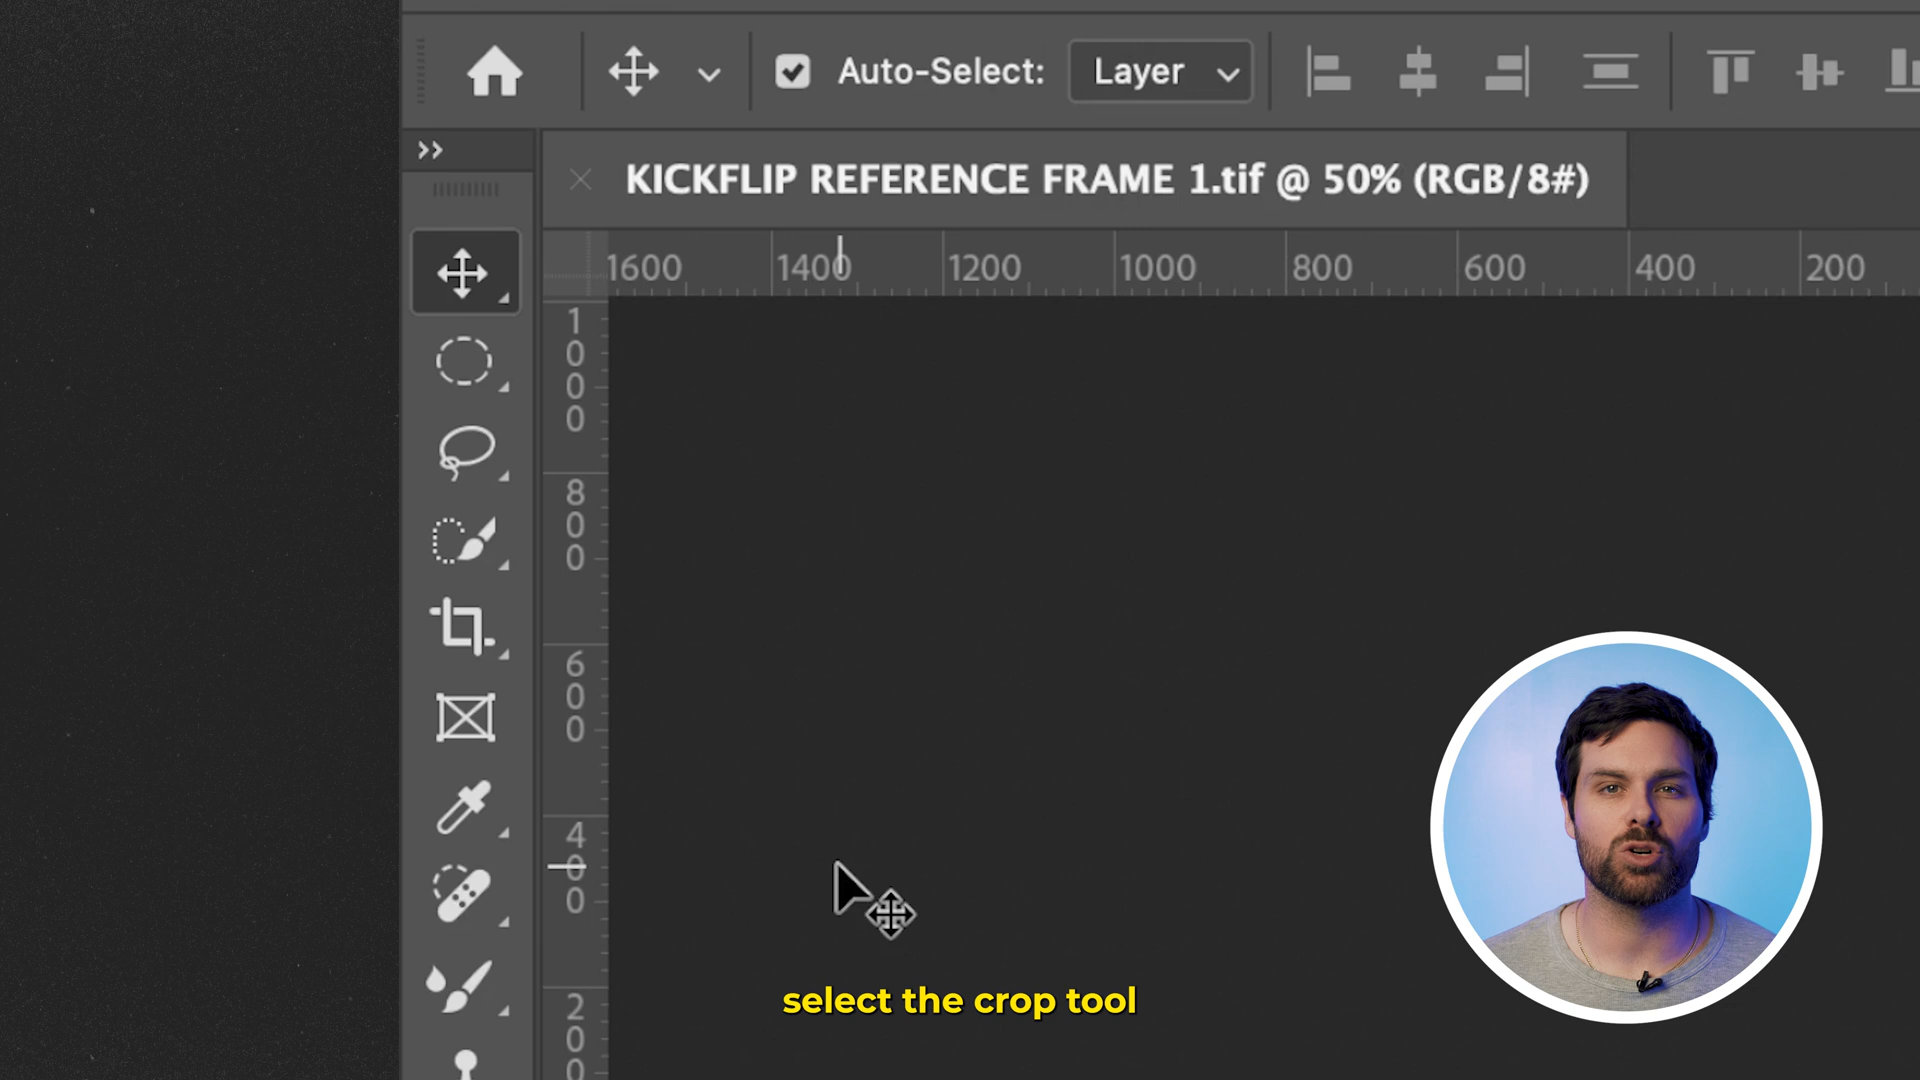 Auto-Select: Layer
KICKFLIP REFERENCE FRAME 1.tif @ 50% (RGB/8#)
1600 1400 1200 1000 800 600 400 200
1000
800
600
400
200
select the crop tool